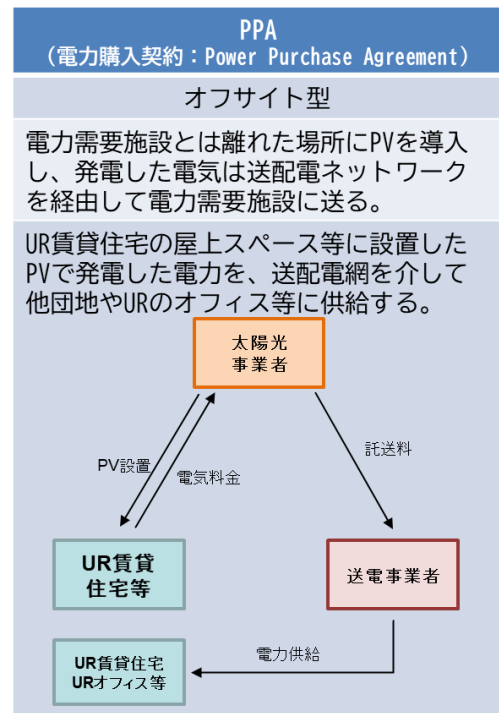 PPA
（電力購入契約：Power Purchase Agreement）
オフサイト型
電力需要施設とは離れた場所にPVを導入
し、発電した電気は送配電ネットワーク
を経由して電力需要施設に送る。
UR賃貸住宅の屋上スペース等に設置した
PVで発電した電力を、送配電網を介して
他団地やURのオフィス等に供給する。
太陽光
事業者
PV設置
電気料金
託送料
UR賃貸
住宅等
送電事業者
電力供給
UR賃貸住宅
URオフィス等